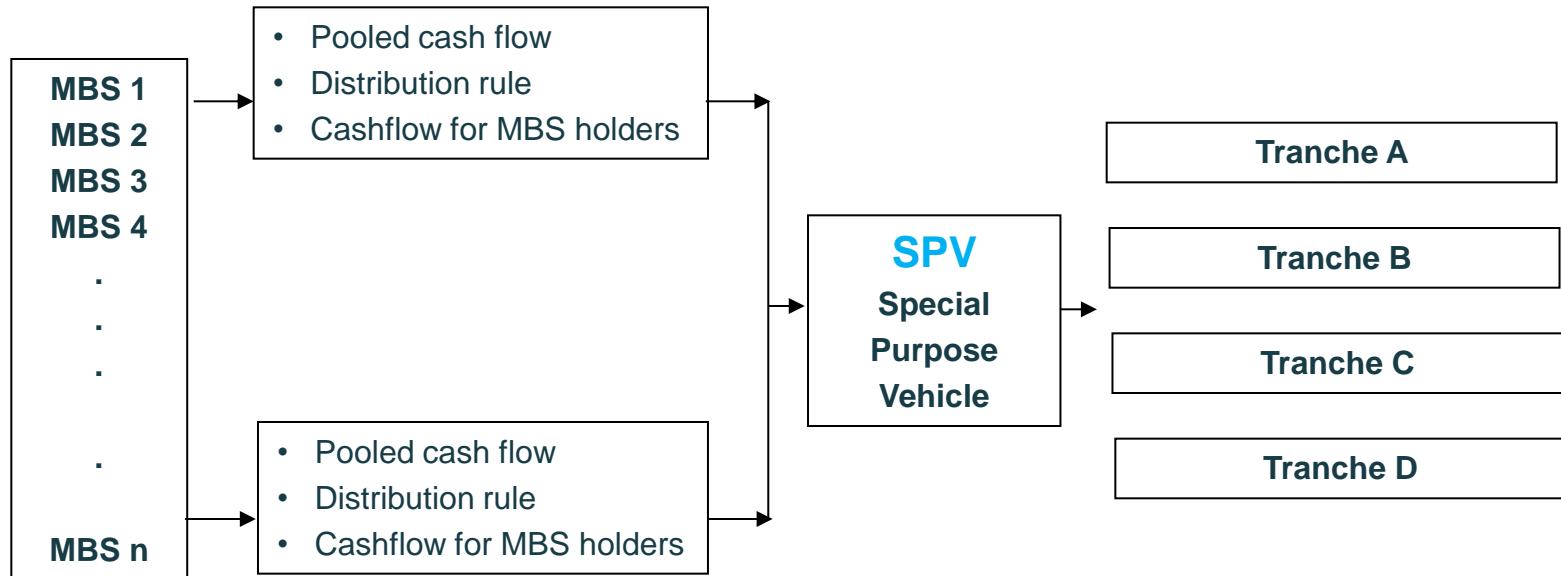 MBS 1
MBS 2
MBS 3
MBS 4
.
.
.
.
MBS n
• Pooled cash flow
• Distribution rule
• Cashflow for MBS holders
• Pooled cash flow
• Distribution rule
• Cashflow for MBS holders
SPV
Special
Purpose
Vehicle
Tranche A
Tranche B
Tranche C
Tranche D